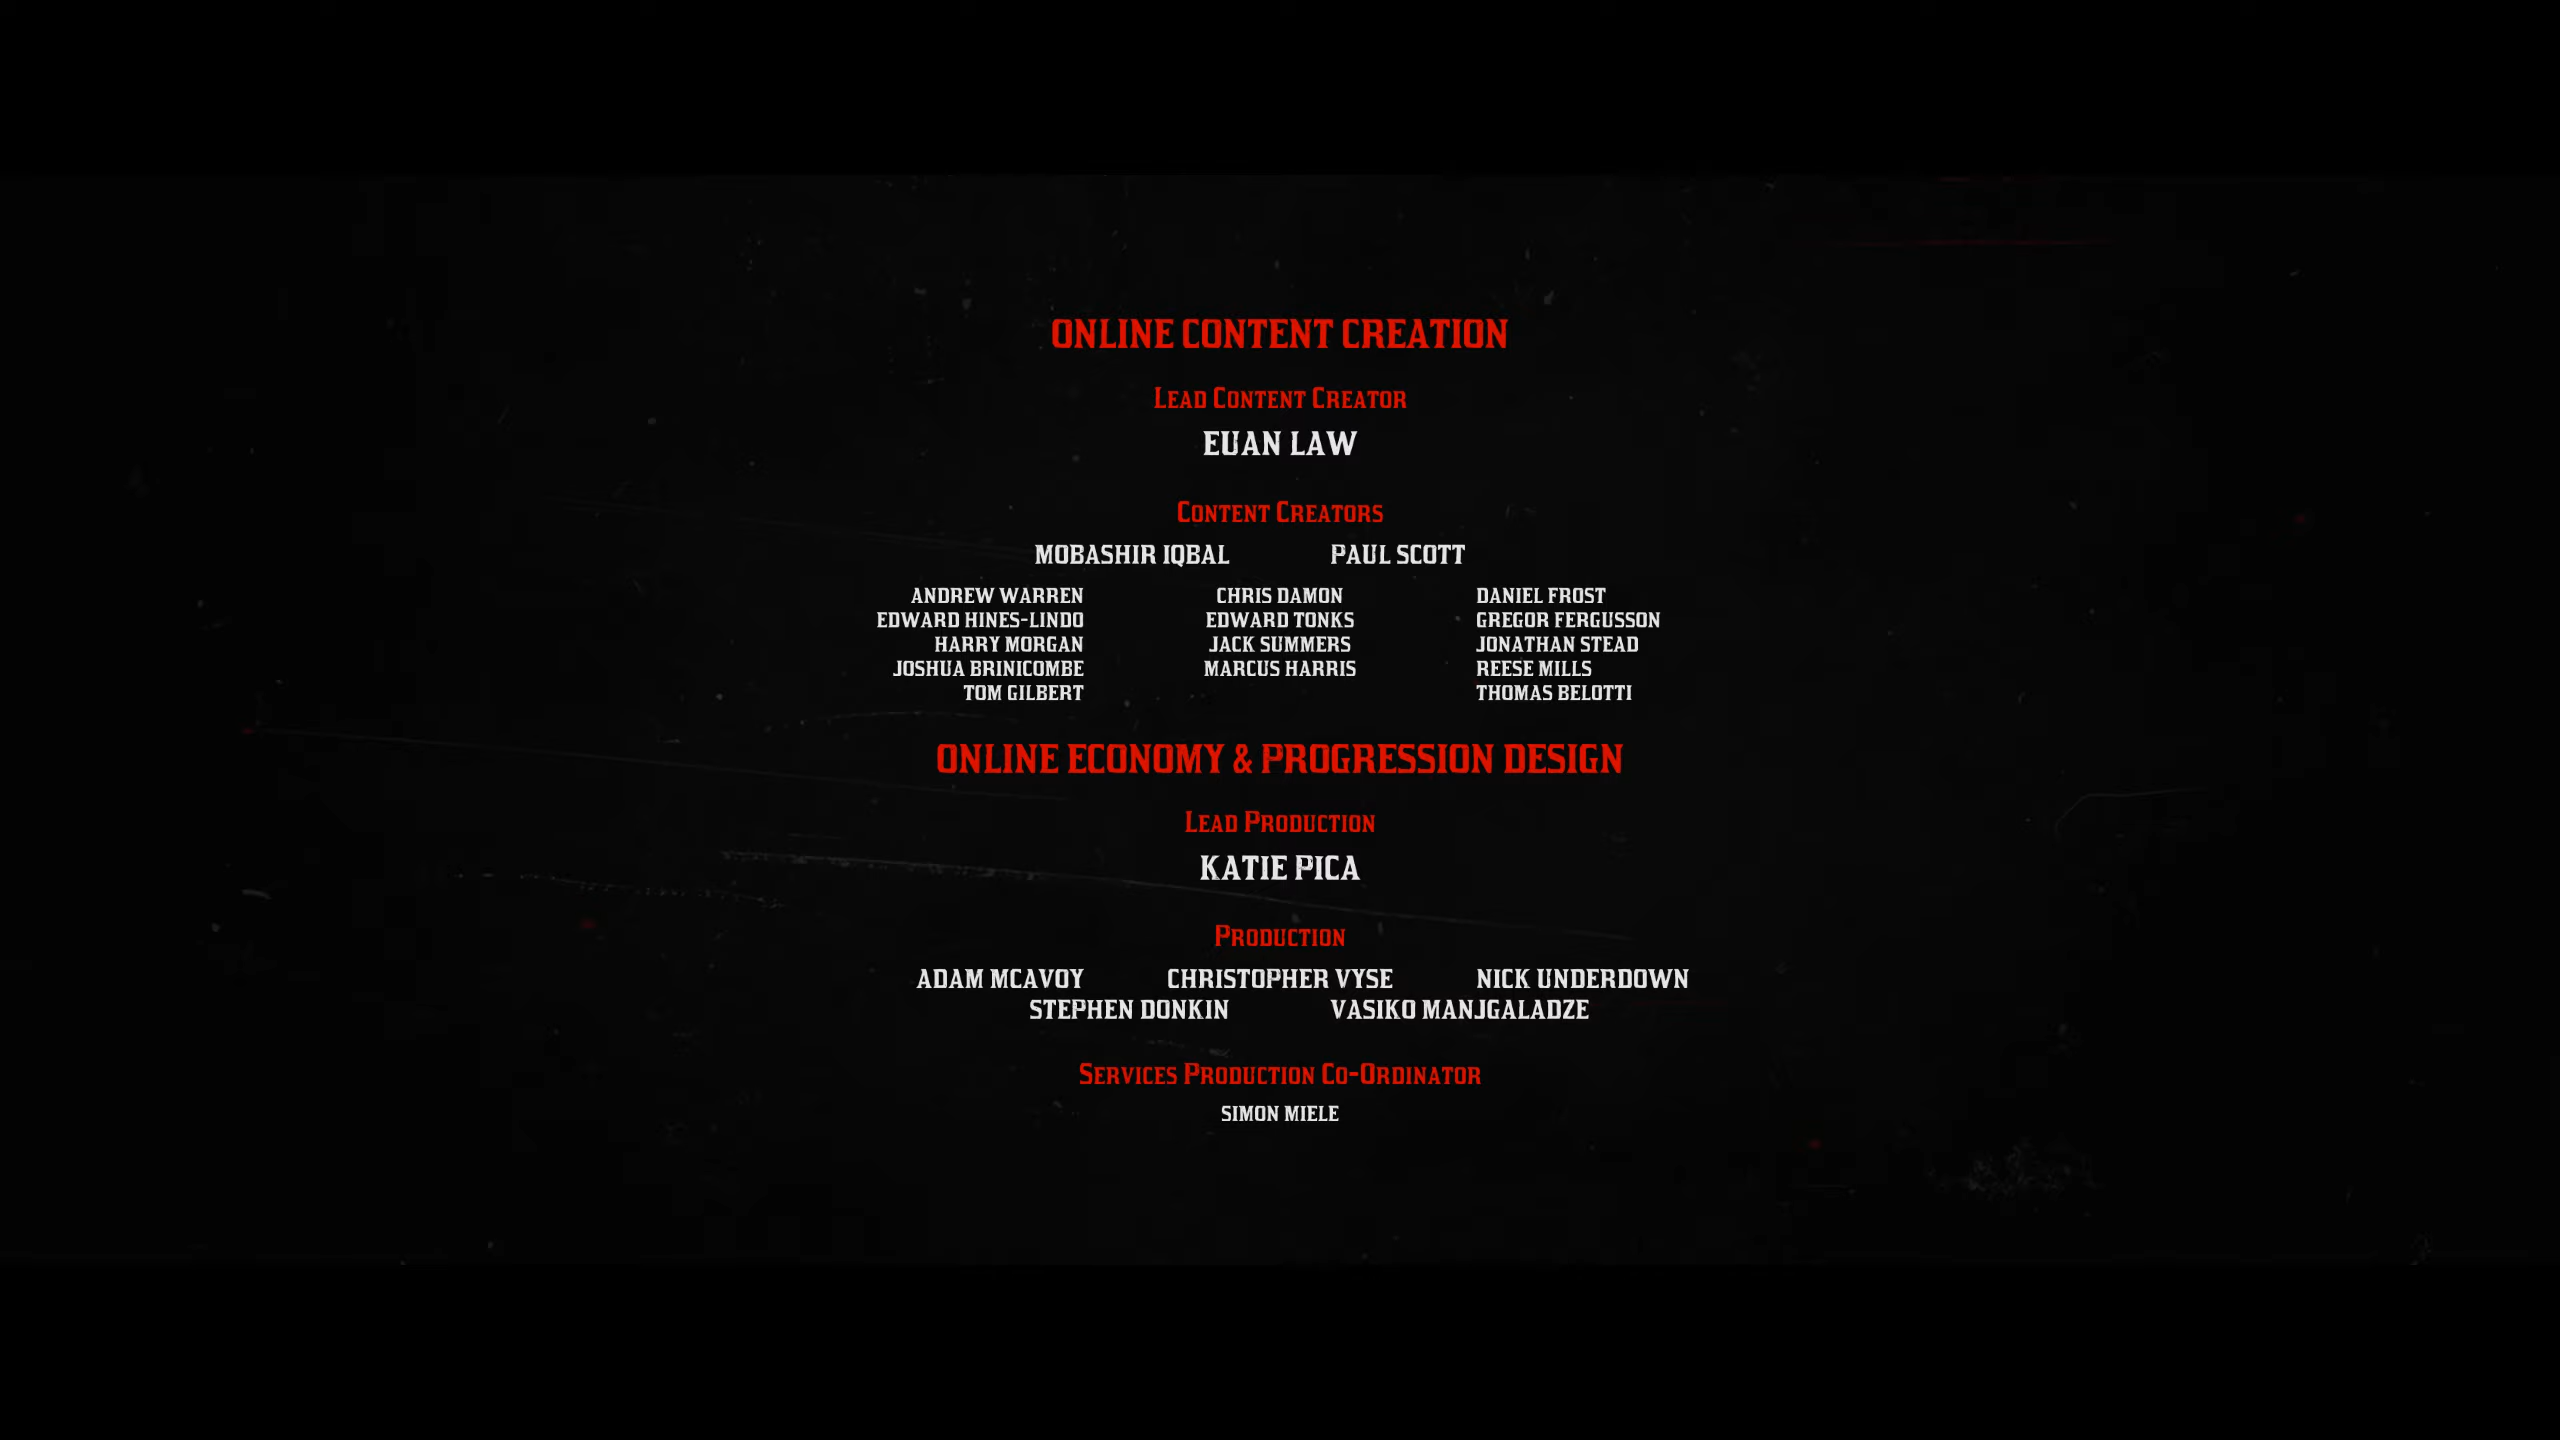 ONLINE CONTENT CREATION
LEAD CONTENT CREATOR
EUAN LAW
CONTENT CREATORS
MOBASHIR IQBAL PAUL SCOTT
ANDREW WARREN CHRIS DAMON DANIEL FROST
EDWARD HINES-LINDO EDWARD TONKS GREGOR FERGUSSON
HARRY MORGAN JACK SUMMERS JONATHAN STEAD
JOSHUA BRINICOMBE MARCUS HARRIS REESE MILLS
TOM GILBERT THOMAS BELOTTI
ONLINE ECONOMY & PROGRESSION DESIGN
LEAD PRODUCTION
KATIE PICA
PRODUCTION
ADAM MCAVOY CHRISTOPHER VYSE NICK UNDERDOWN
STEPHEN DONKIN VASIKO MANJGALADZE
SERVICES PRODUCTION CO-ORDINATOR
SIMON MIELE